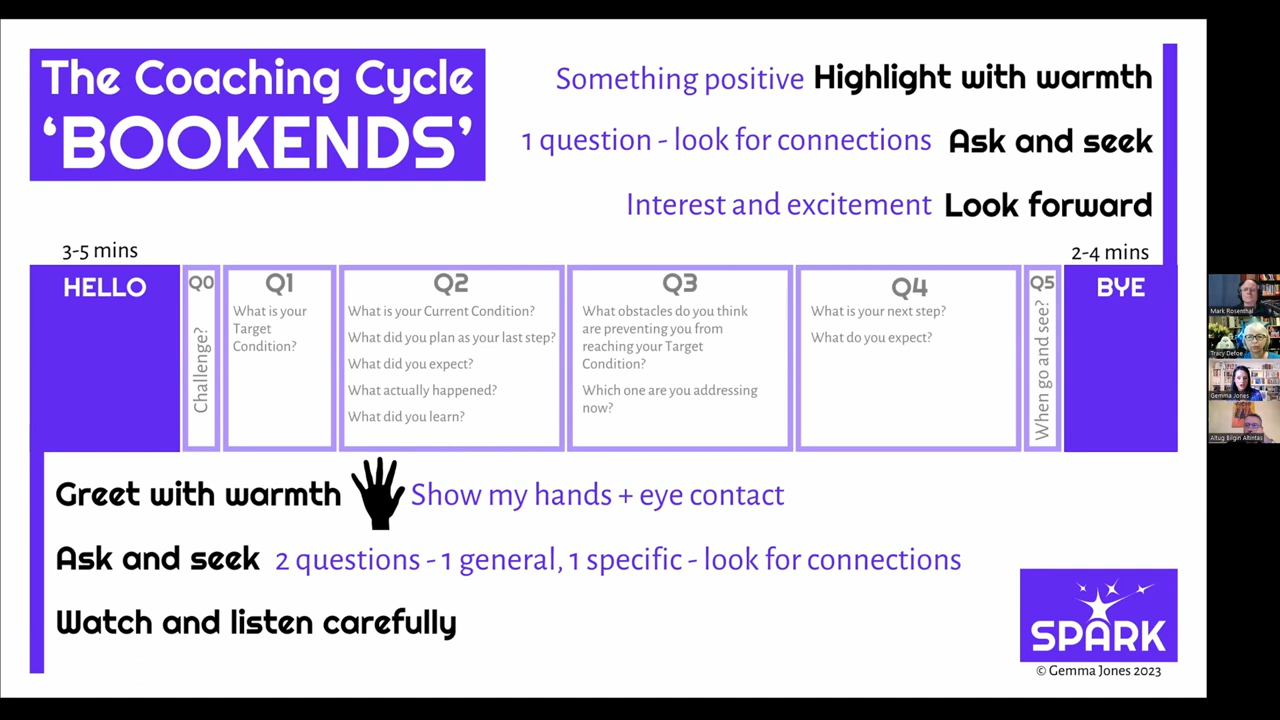 The Coaching Cycle
‘BOOKENDS’
Something positive Highlight with warmth
1 question - look for connections Ask and seek
Interest and excitement Look forward
3-5 mins
2-4 mins
HELLO
Q0
Challenge?
Q1
What is your
Target
Condition?
Q2
What is your Current Condition?
What did you plan as your last step?
What did you expect?
What actually happened?
What did you learn?
Q3
What obstacles do you think
are preventing you from
reaching your Target
Condition?
Which one are you addressing
now?
Q4
What is your next step?
What do you expect?
Q5
When go and see?
BYE
Greet with warmth Show my hands + eye contact
Ask and seek 2 questions - 1 general, 1 specific - look for connections
Watch and listen carefully
SPARK
© Gemma Jones 2023
Mark Rosenthal
Tracy Defoe
Gemma Jones
Altug Bilgin Altintas